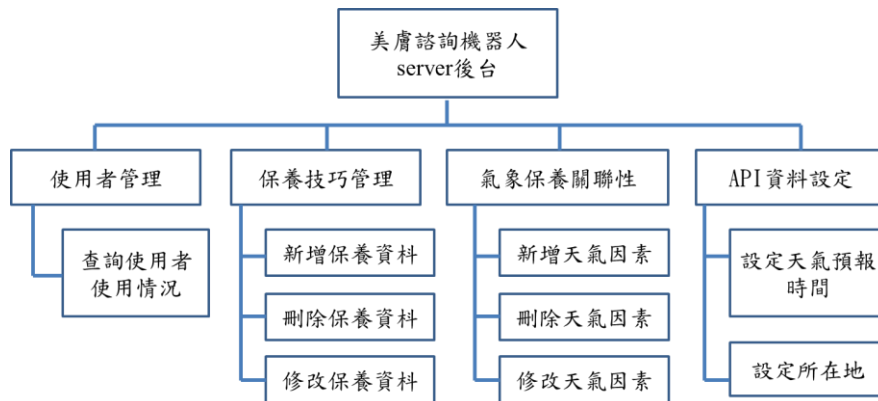 美膚諮詢機器人
server後台
使用者管理
保養技巧管理
氣象保養關聯性
API資料設定
查詢使用者
使用情況
新增保養資料
刪除保養資料
修改保養資料
新增天氣因素
刪除天氣因素
修改天氣因素
設定天氣預報
時間
設定所在地